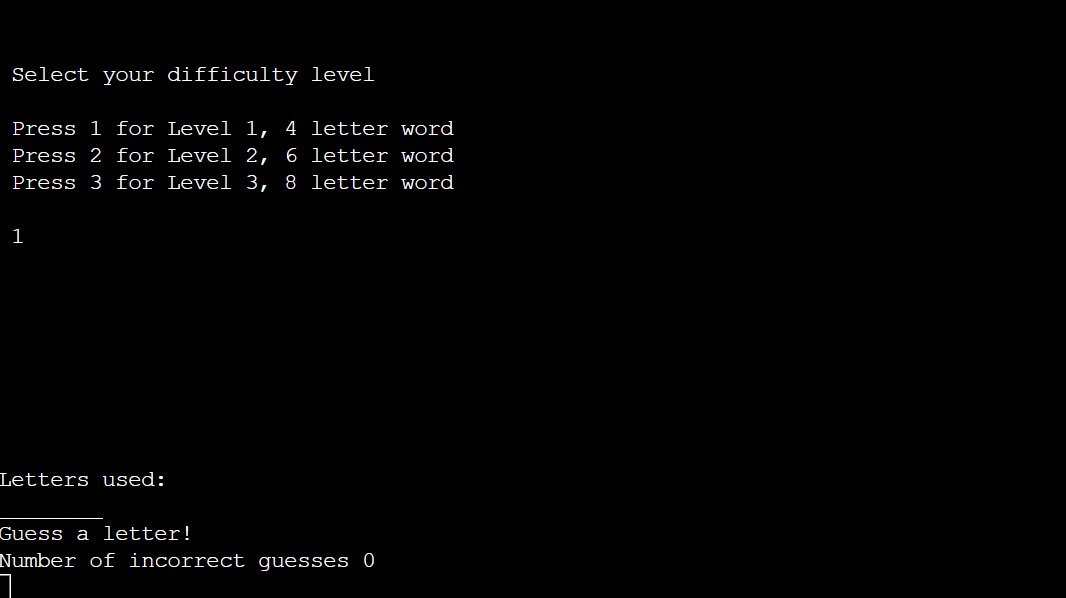 Select your difficulty level
Press 1 for Level 1, 4 letter word
Press 2 for Level 2, 6 letter word
Press 3 for Level 3, 8 letter word
1
Letters used:
________
Guess a letter!
Number of incorrect guesses 0